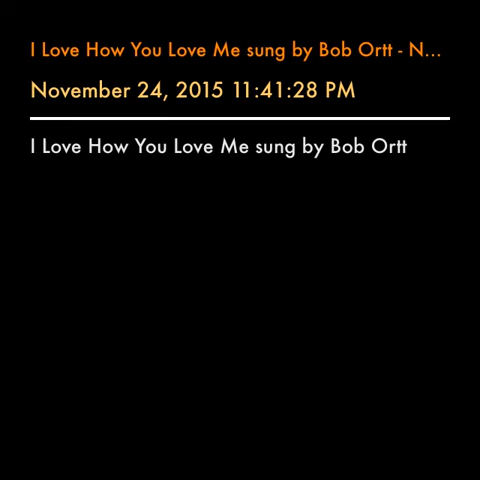 I Love How You Love Me sung by Bob Ortt - N...
November 24, 2015 11:41:28 PM
I Love How You Love Me sung by Bob Ortt